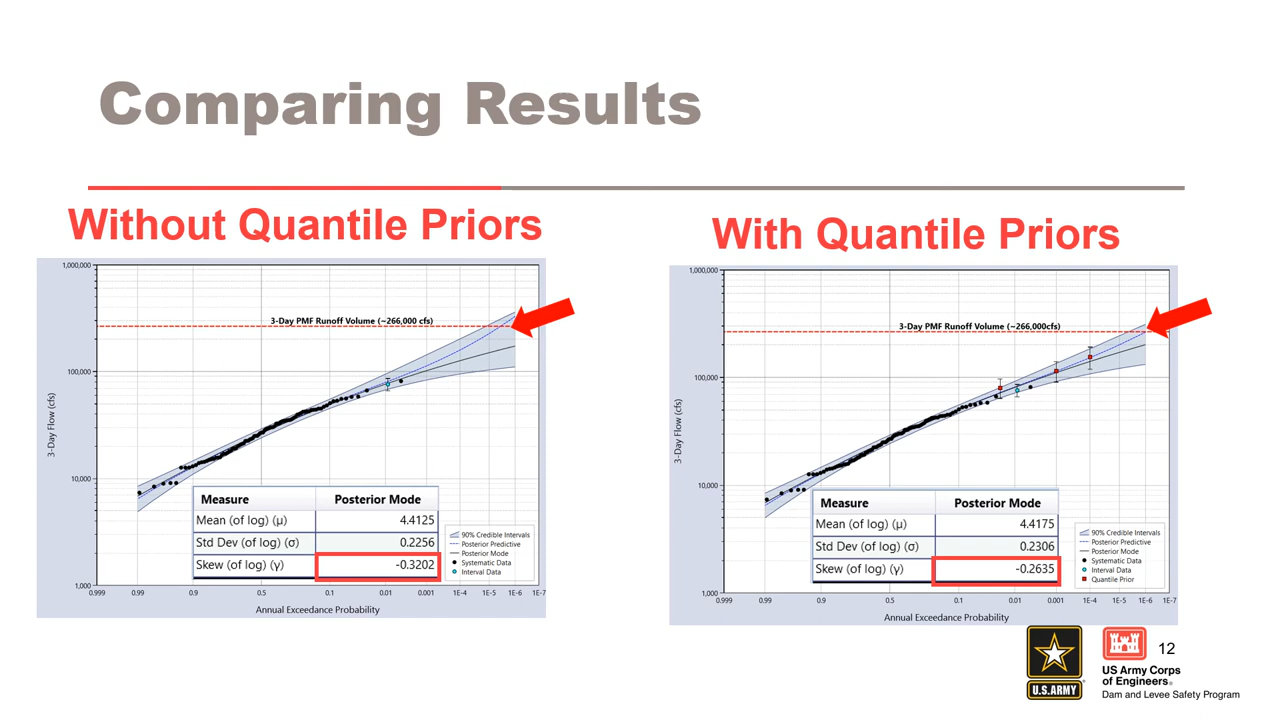 Comparing Results
Without Quantile Priors
1,000,000
100,000
10,000
1,000
3-Day Flow (cfs)
3-Day PMF Runoff Volume (~266,000 cfs)
Measure Posterior Mode
Mean (of log) (µ) 4.4125
Std Dev (of log) (σ) 0.2256
Skew (of log) (γ) -0.3202
90% Credible Intervals
Posterior Predictive
Posterior Mode
Systematic Data
Interval Data
0.999 0.99 0.9 0.5 0.1 0.01 0.001 1E-4 1E-5 1E-6 1E-7
Annual Exceedance Probability
With Quantile Priors
1,000,000
100,000
10,000
1,000
3-Day Flow (cfs)
3-Day PMF Runoff Volume (~266,000cfs)
Measure Posterior Mode
Mean (of log) (µ) 4.4175
Std Dev (of log) (σ) 0.2306
Skew (of log) (γ) -0.2635
90% Credible Intervals
Posterior Predictive
Posterior Mode
Systematic Data
Interval Data
Quantile Prior
0.999 0.99 0.9 0.5 0.1 0.01 0.001 1E-4 1E-5 1E-6 1E-7
Annual Exceedance Probability
U.S.ARMY
US Army Corps
of Engineers®
Dam and Levee Safety Program
12